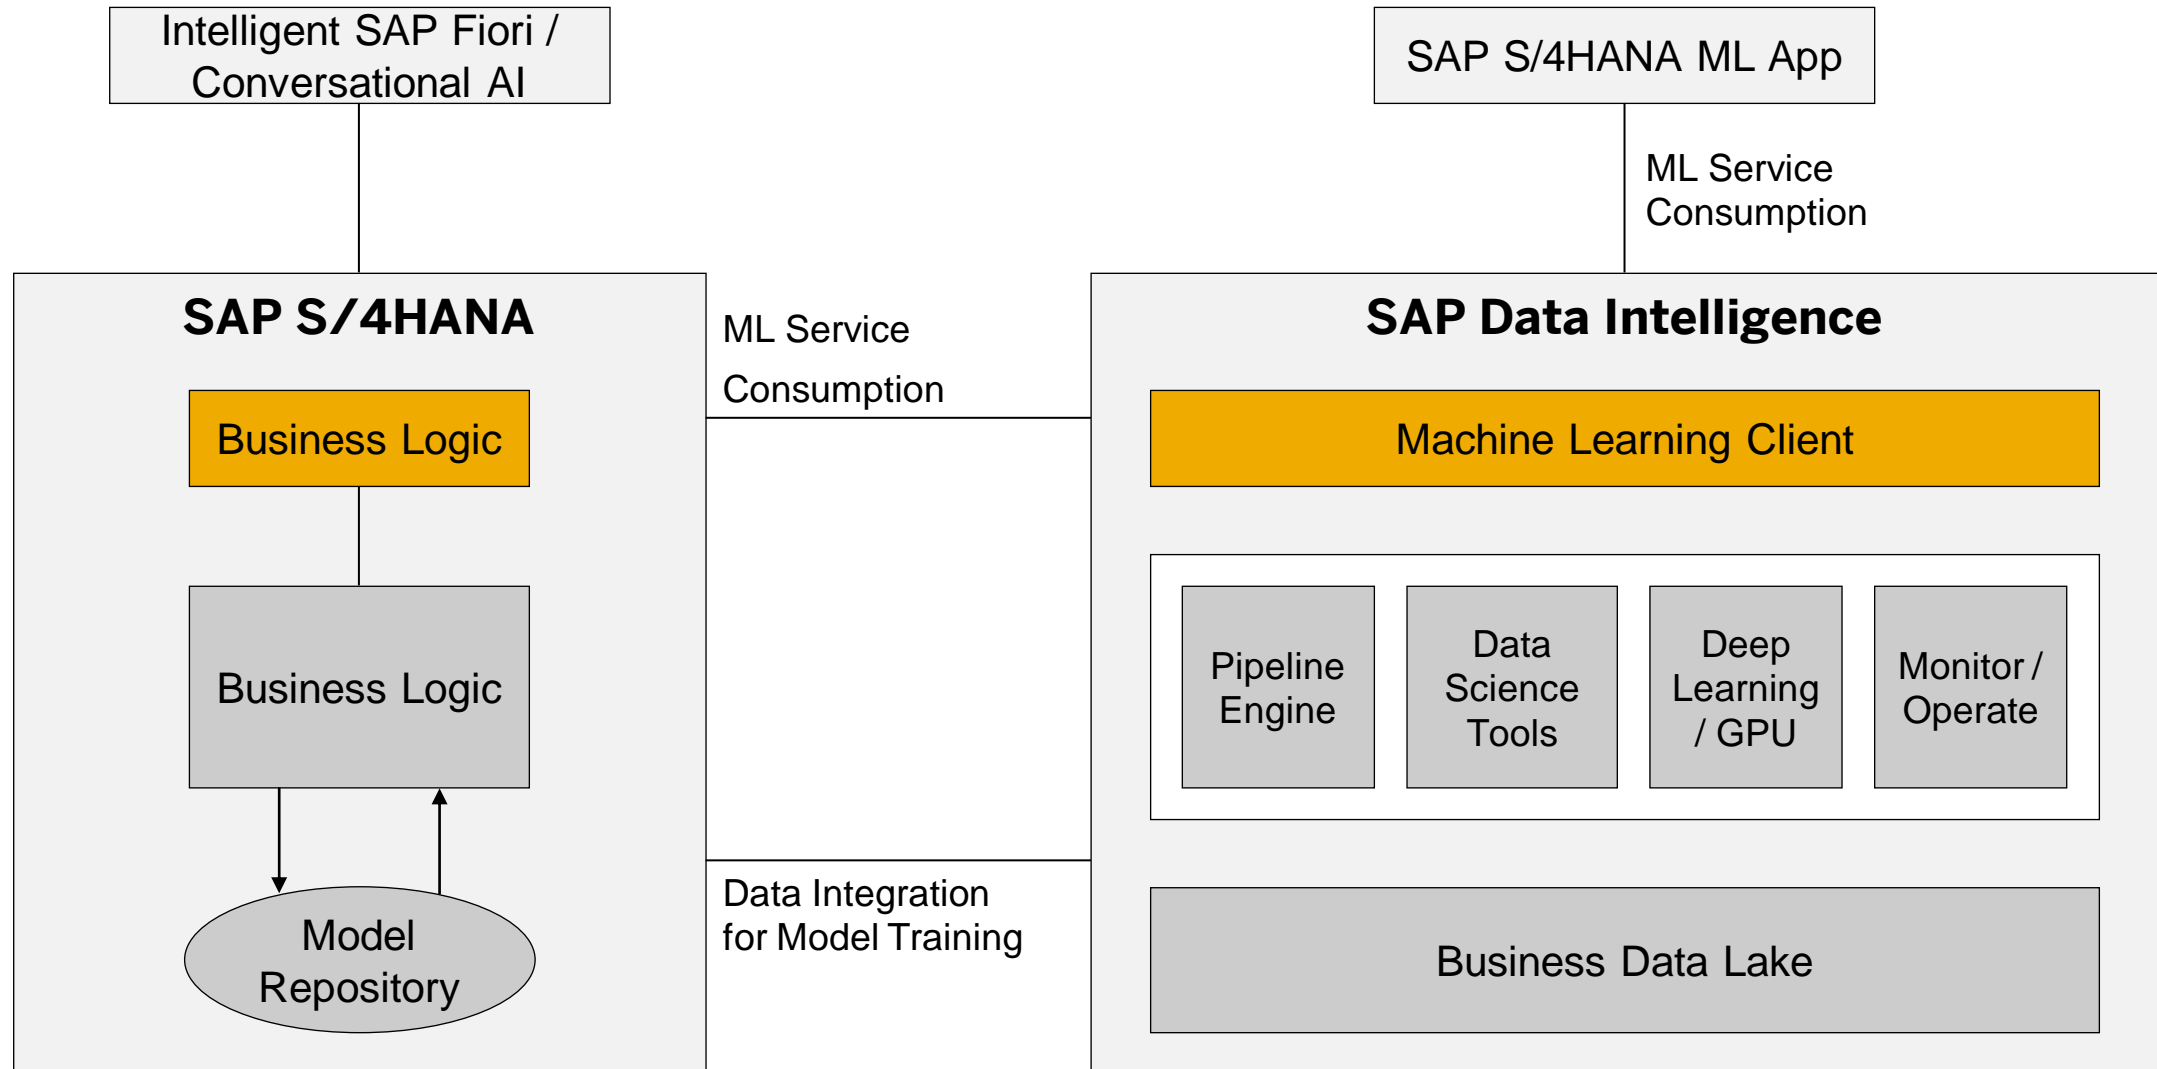 Intelligent SAP Fiori /
Conversational AI
SAP S/4HANA ML App
ML Service
Consumption
SAP S/4HANA
Business Logic
Business Logic
Model
Repository
ML Service
Consumption
Data Integration
for Model Training
SAP Data Intelligence
Machine Learning Client
Pipeline
Engine
Data
Science
Tools
Deep
Learning
/ GPU
Monitor /
Operate
Business Data Lake